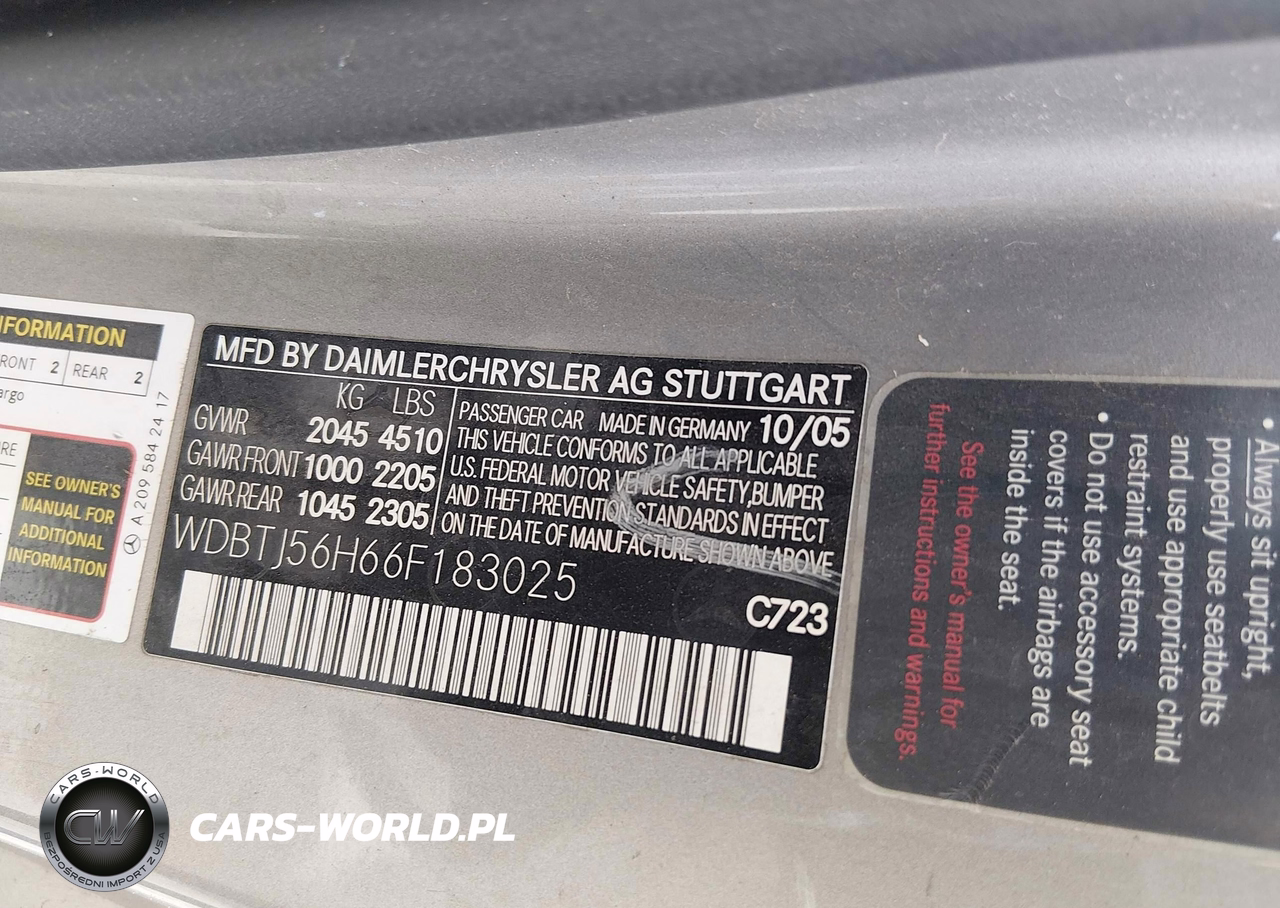 NFORMATION
RONT 2 REAR 2
argo
RE
SEE OWNER'S
MANUAL FOR
ADDITIONAL
INFORMATION
A 209 584 24 17
MFD BY DAIMLERCHRYSLER AG STUTTGART
KG LBS
GVWR 2045 4510
GAWR FRONT 1000 2205
GAWR REAR 1045 2305
PASSENGER CAR MADE IN GERMANY 10/05
THIS VEHICLE CONFORMS TO ALL APPLICABLE
U.S. FEDERAL MOTOR VEHICLE SAFETY,BUMPER
AND THEFT PREVENTION STANDARDS IN EFFECT
ON THE DATE OF MANUFACTURE SHOWN ABOVE
WDBTJ56H66F183025
C723
• Always sit upright,
properly use seatbelts
and use appropriate child
restraint systems.
• Do not use accessory seat
covers if the airbags are
inside the seat.
See the owner's manual for
further instructions and warnings.
CARS-WORLD
CW
BEZPOŚREDNI IMPORT Z USA
CARS-WORLD.PL